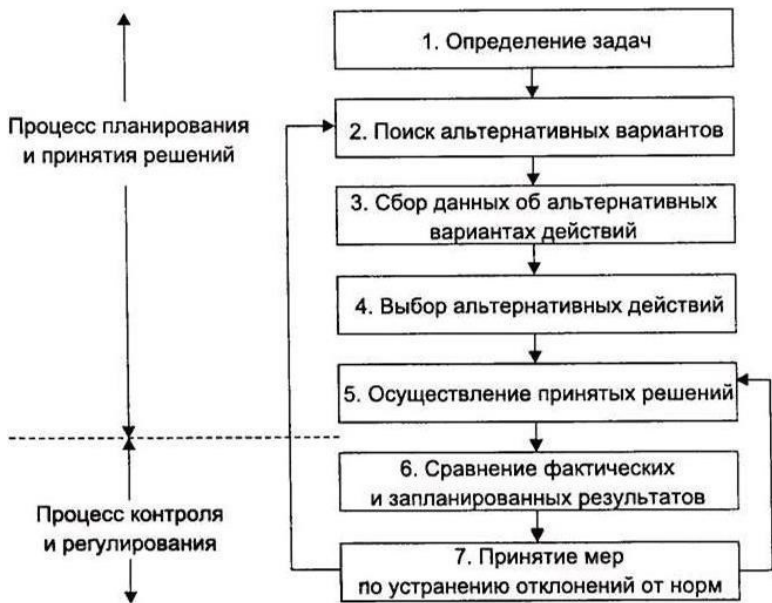 1. Определение задач
Процесс планирования
и принятия решений
2. Поиск альтернативных вариантов
3. Сбор данных об альтернативных
вариантах действий
4. Выбор альтернативных действий
5. Осуществление принятых решений
6. Сравнение фактических
и запланированных результатов
Процесс контроля
и регулирования
7. Принятие мер
по устранению отклонений от норм